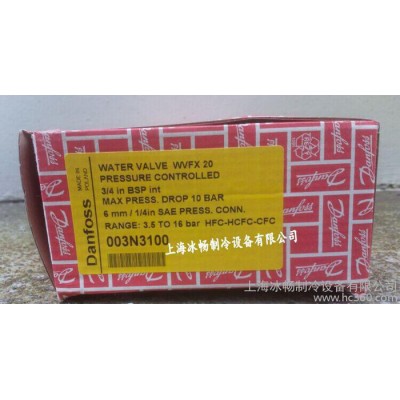 Danfoss
MADE IN
POLAND
WATER VALVE WVFX 20
PRESSURE CONTROLLED
3/4 in BSP int
MAX PRESS. DROP 10 BAR
6 mm / 1/4in SAE PRESS. CONN.
RANGE: 3.5 TO 16 bar HFC-HCFC-CFC
003N3100
上海冰畅制冷设备有限公司
Danfoss
上海冰畅制冷设备有限公司
www.hc360.com